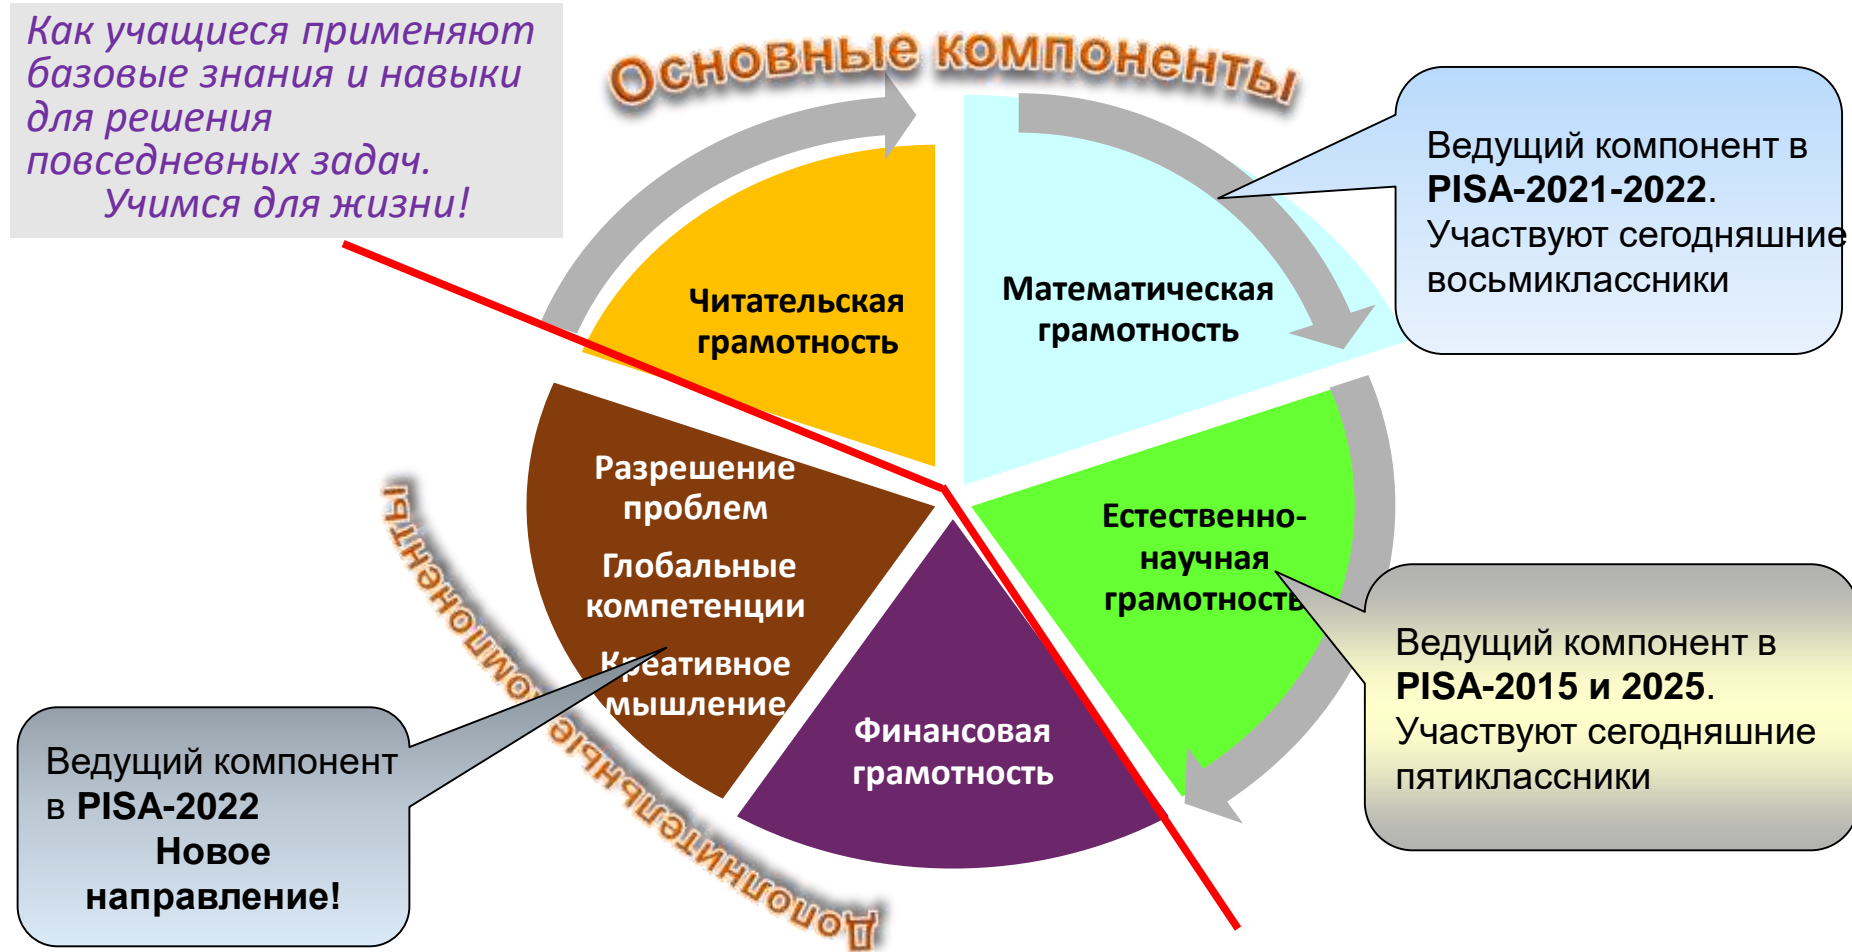 Как учащиеся применяют
базовые знания и навыки
для решения
повседневных задач.
Учимся для жизни!
Основные компоненты
Ведущий компонент в
PISA-2021-2022.
Участвуют сегодняшние
восьмиклассники
Читательская
грамотность
Математическая
грамотность
Разрешение
проблем
Глобальные
компетенции
Креативное
мышление
Естественно-
научная
грамотность
Финансовая
грамотность
Ведущий компонент в
PISA-2015 и 2025.
Участвуют сегодняшние
пятиклассники
Ведущий компонент
в PISA-2022
Новое
направление!
Дополнительные компоненты